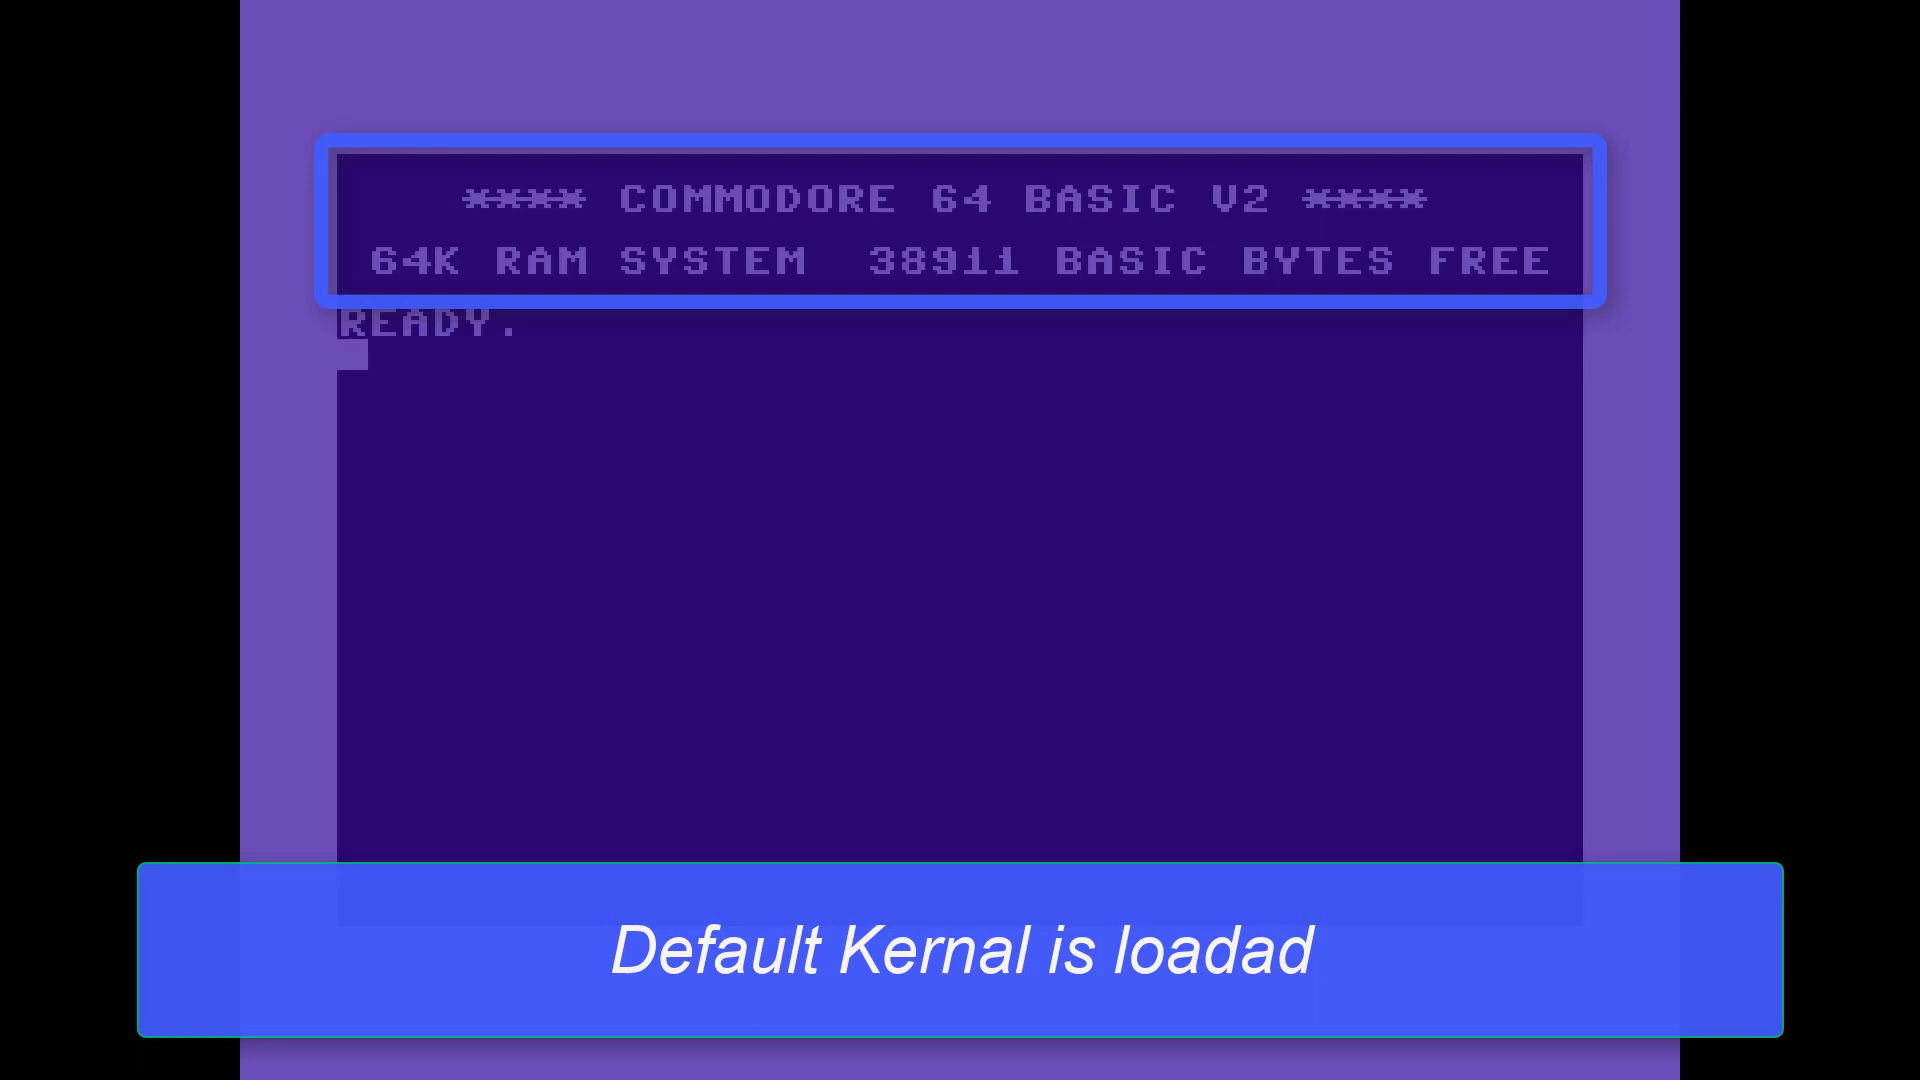 **** COMMODORE 64 BASIC V2 ****
64K RAM SYSTEM  38911 BASIC BYTES FREE
READY.
Default Kernal is loadad